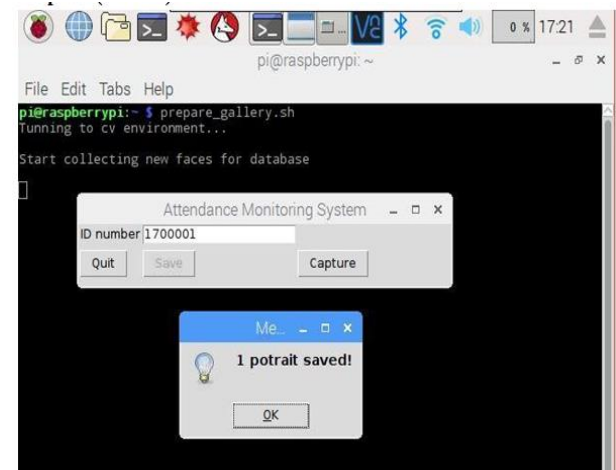 0 % 17:21
pi@raspberrypi: ~
File Edit Tabs Help
pi@raspberrypi:~ $ prepare_gallery.sh
Tunning to cv environment...
Start collecting new faces for database
Attendance Monitoring System
ID number 1700001
Quit Save Capture
Me...
1 potrait saved!
OK